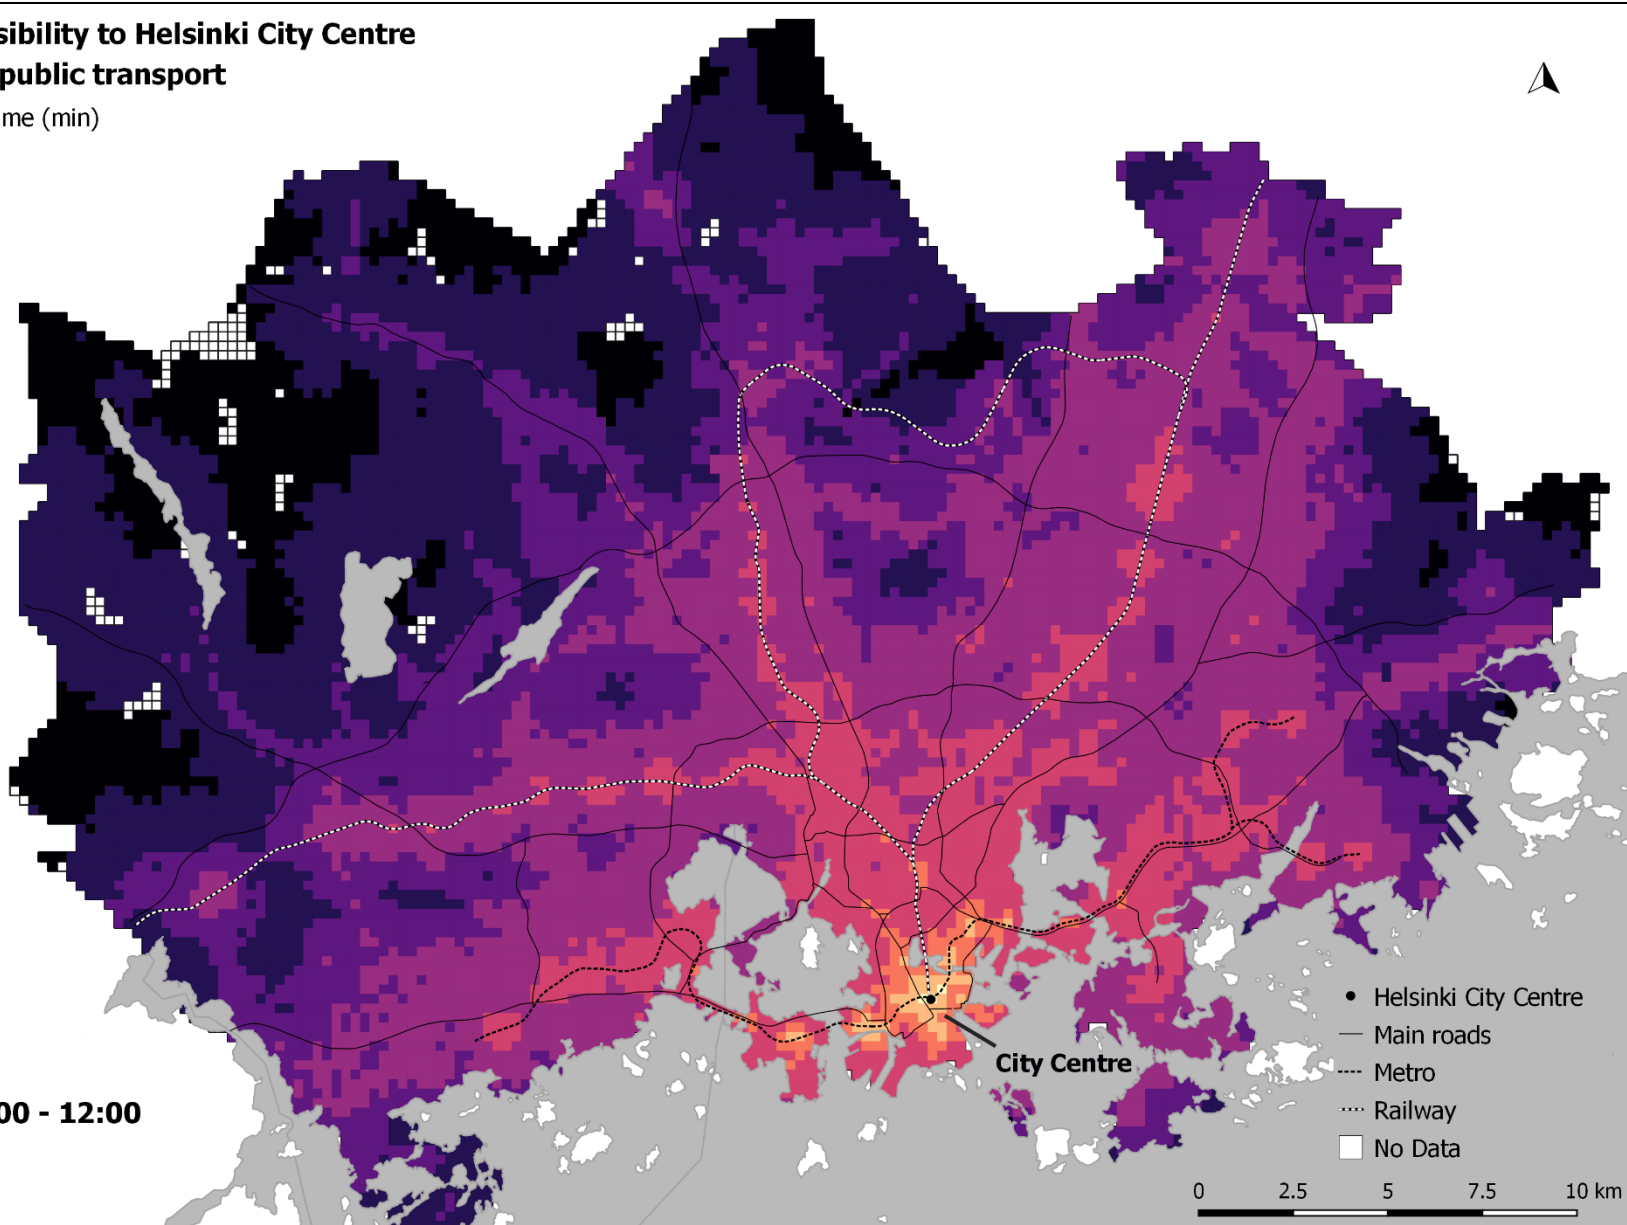 sibility to Helsinki City Centre
public transport
me (min)
City Centre
00 - 12:00
Helsinki City Centre
Main roads
Metro
Railway
No Data
0 2.5 5 7.5 10 km